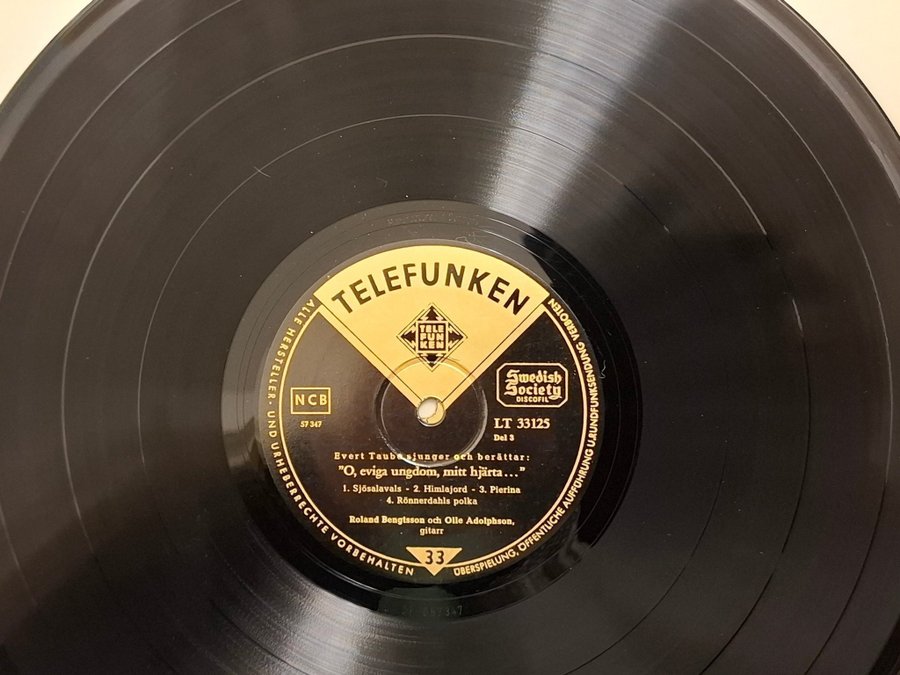 TELEFUNKEN
TELE
FUN
KEN
NCB
57 347
Swedish
Society
DISCOFIL
LT 33125
Del 3
Evert Taube sjunger och berättar:
"O, eviga ungdom, mitt hjärta..."
1. Sjösalavals - 2. Himlajord - 3. Pierina
4. Rönnerdahls polka
Roland Bengtsson och Olle Adolphson,
gitarr
33
ALLE HERSTELLER- UND URHEBERRECHTE VORBEHALTEN
ÜBERSPIELUNG, ÖFFENTLICHE AUFFÜHRUNG U.RUNDFUNKSENDUNG VERBOTEN